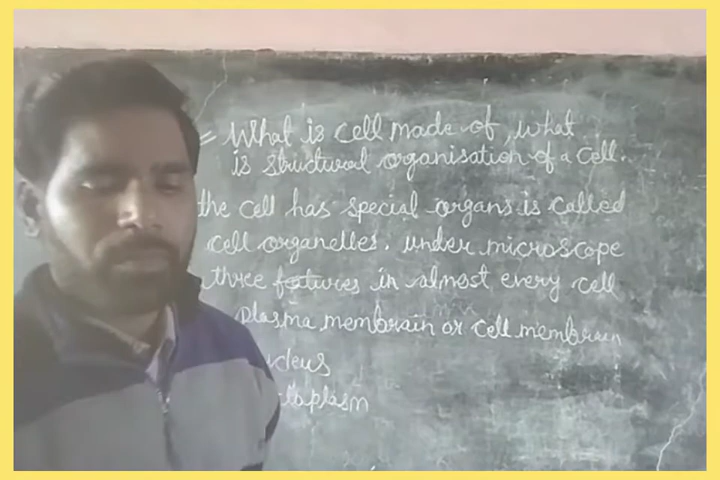 = What is cell made of, what
is structural organisation of a cell.
the cell has special organs is called
cell organelles. under microscope
three features in almost every cell
plasma membrain or cell membrain
cleus
toplasm